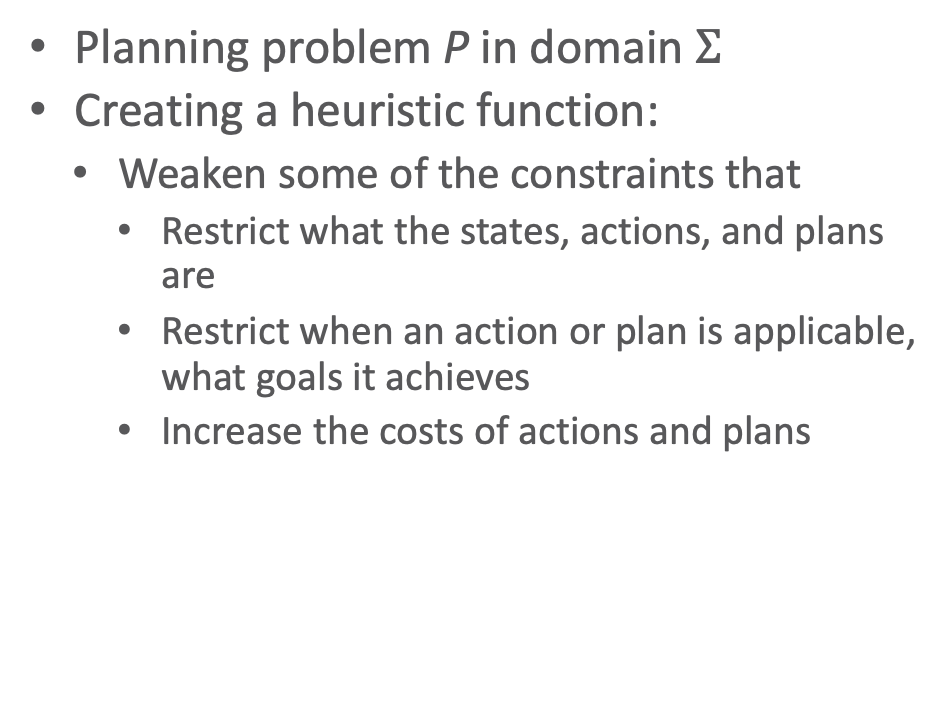 • Planning problem P in domain Σ
• Creating a heuristic function:
• Weaken some of the constraints that
• Restrict what the states, actions, and plans
are
• Restrict when an action or plan is applicable,
what goals it achieves
• Increase the costs of actions and plans